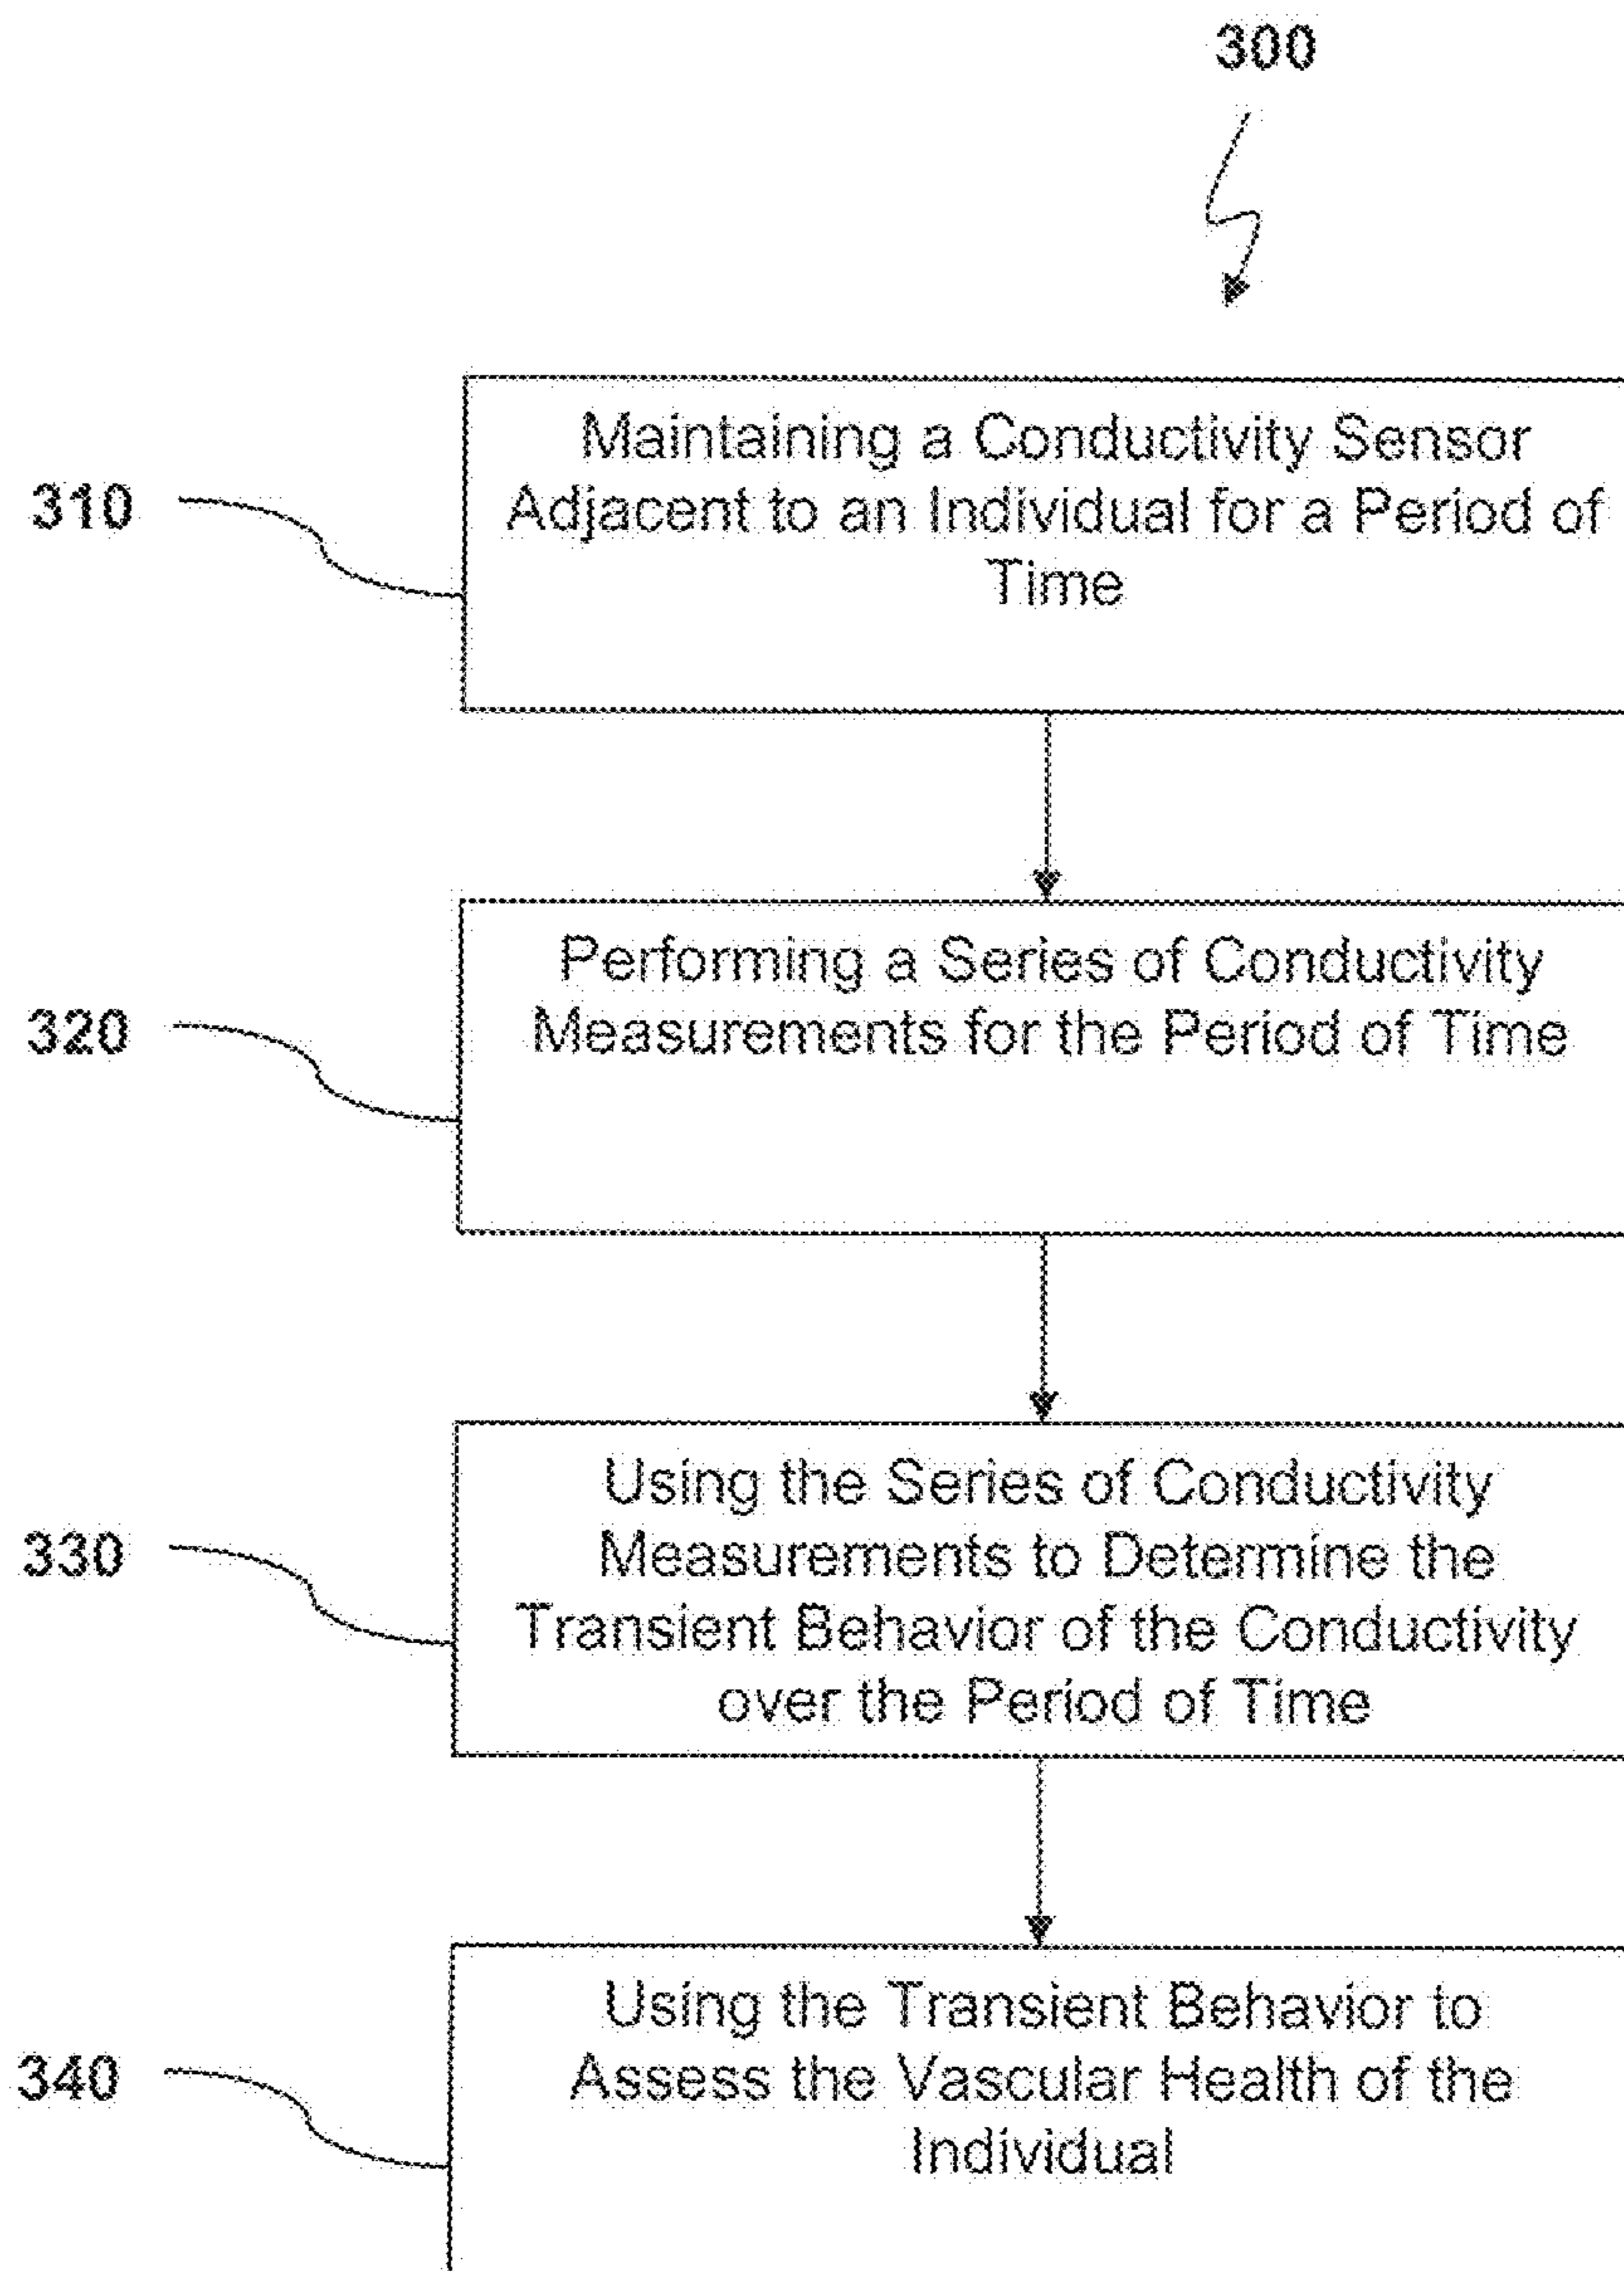 300
310
Maintaining a Conductivity Sensor
Adjacent to an Individual for a Period of
Time
320
Performing a Series of Conductivity
Measurements for the Period of Time
330
Using the Series of Conductivity
Measurements to Determine the
Transient Behavior of the Conductivity
over the Period of Time
340
Using the Transient Behavior to
Assess the Vascular Health of the
Individual